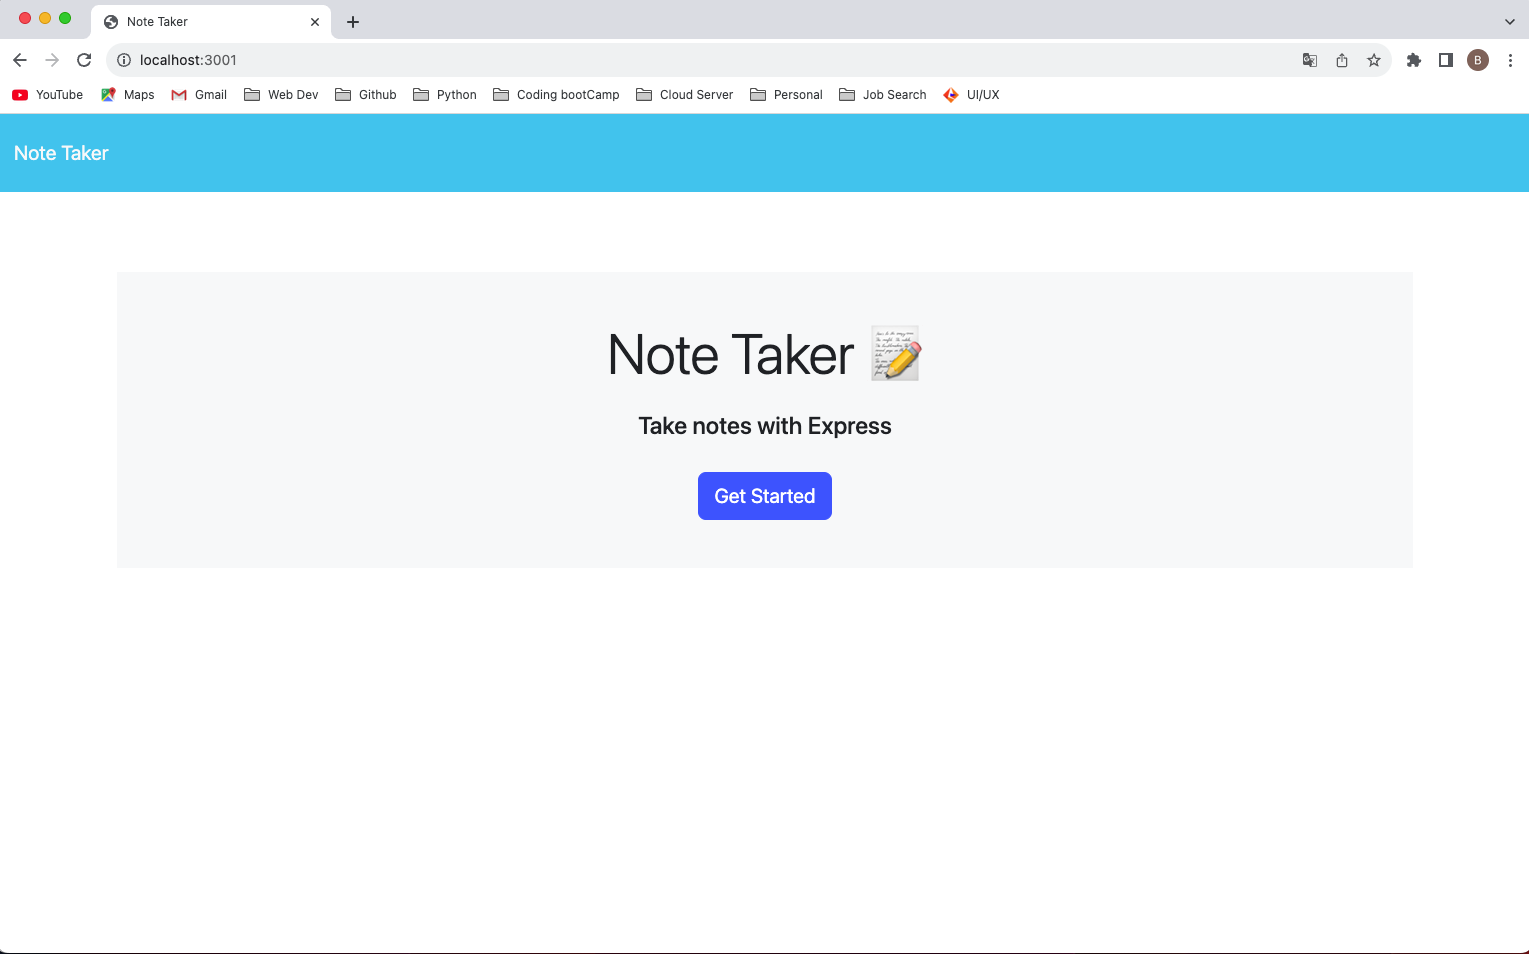 Note Taker
localhost:3001
B
YouTube Maps Gmail Web Dev Github Python Coding bootCamp Cloud Server Personal Job Search UI/UX
Note Taker
Note Taker
Take notes with Express
Get Started